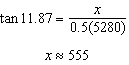 tan 11.87 = x / 0.5(5280)
x ≈ 555